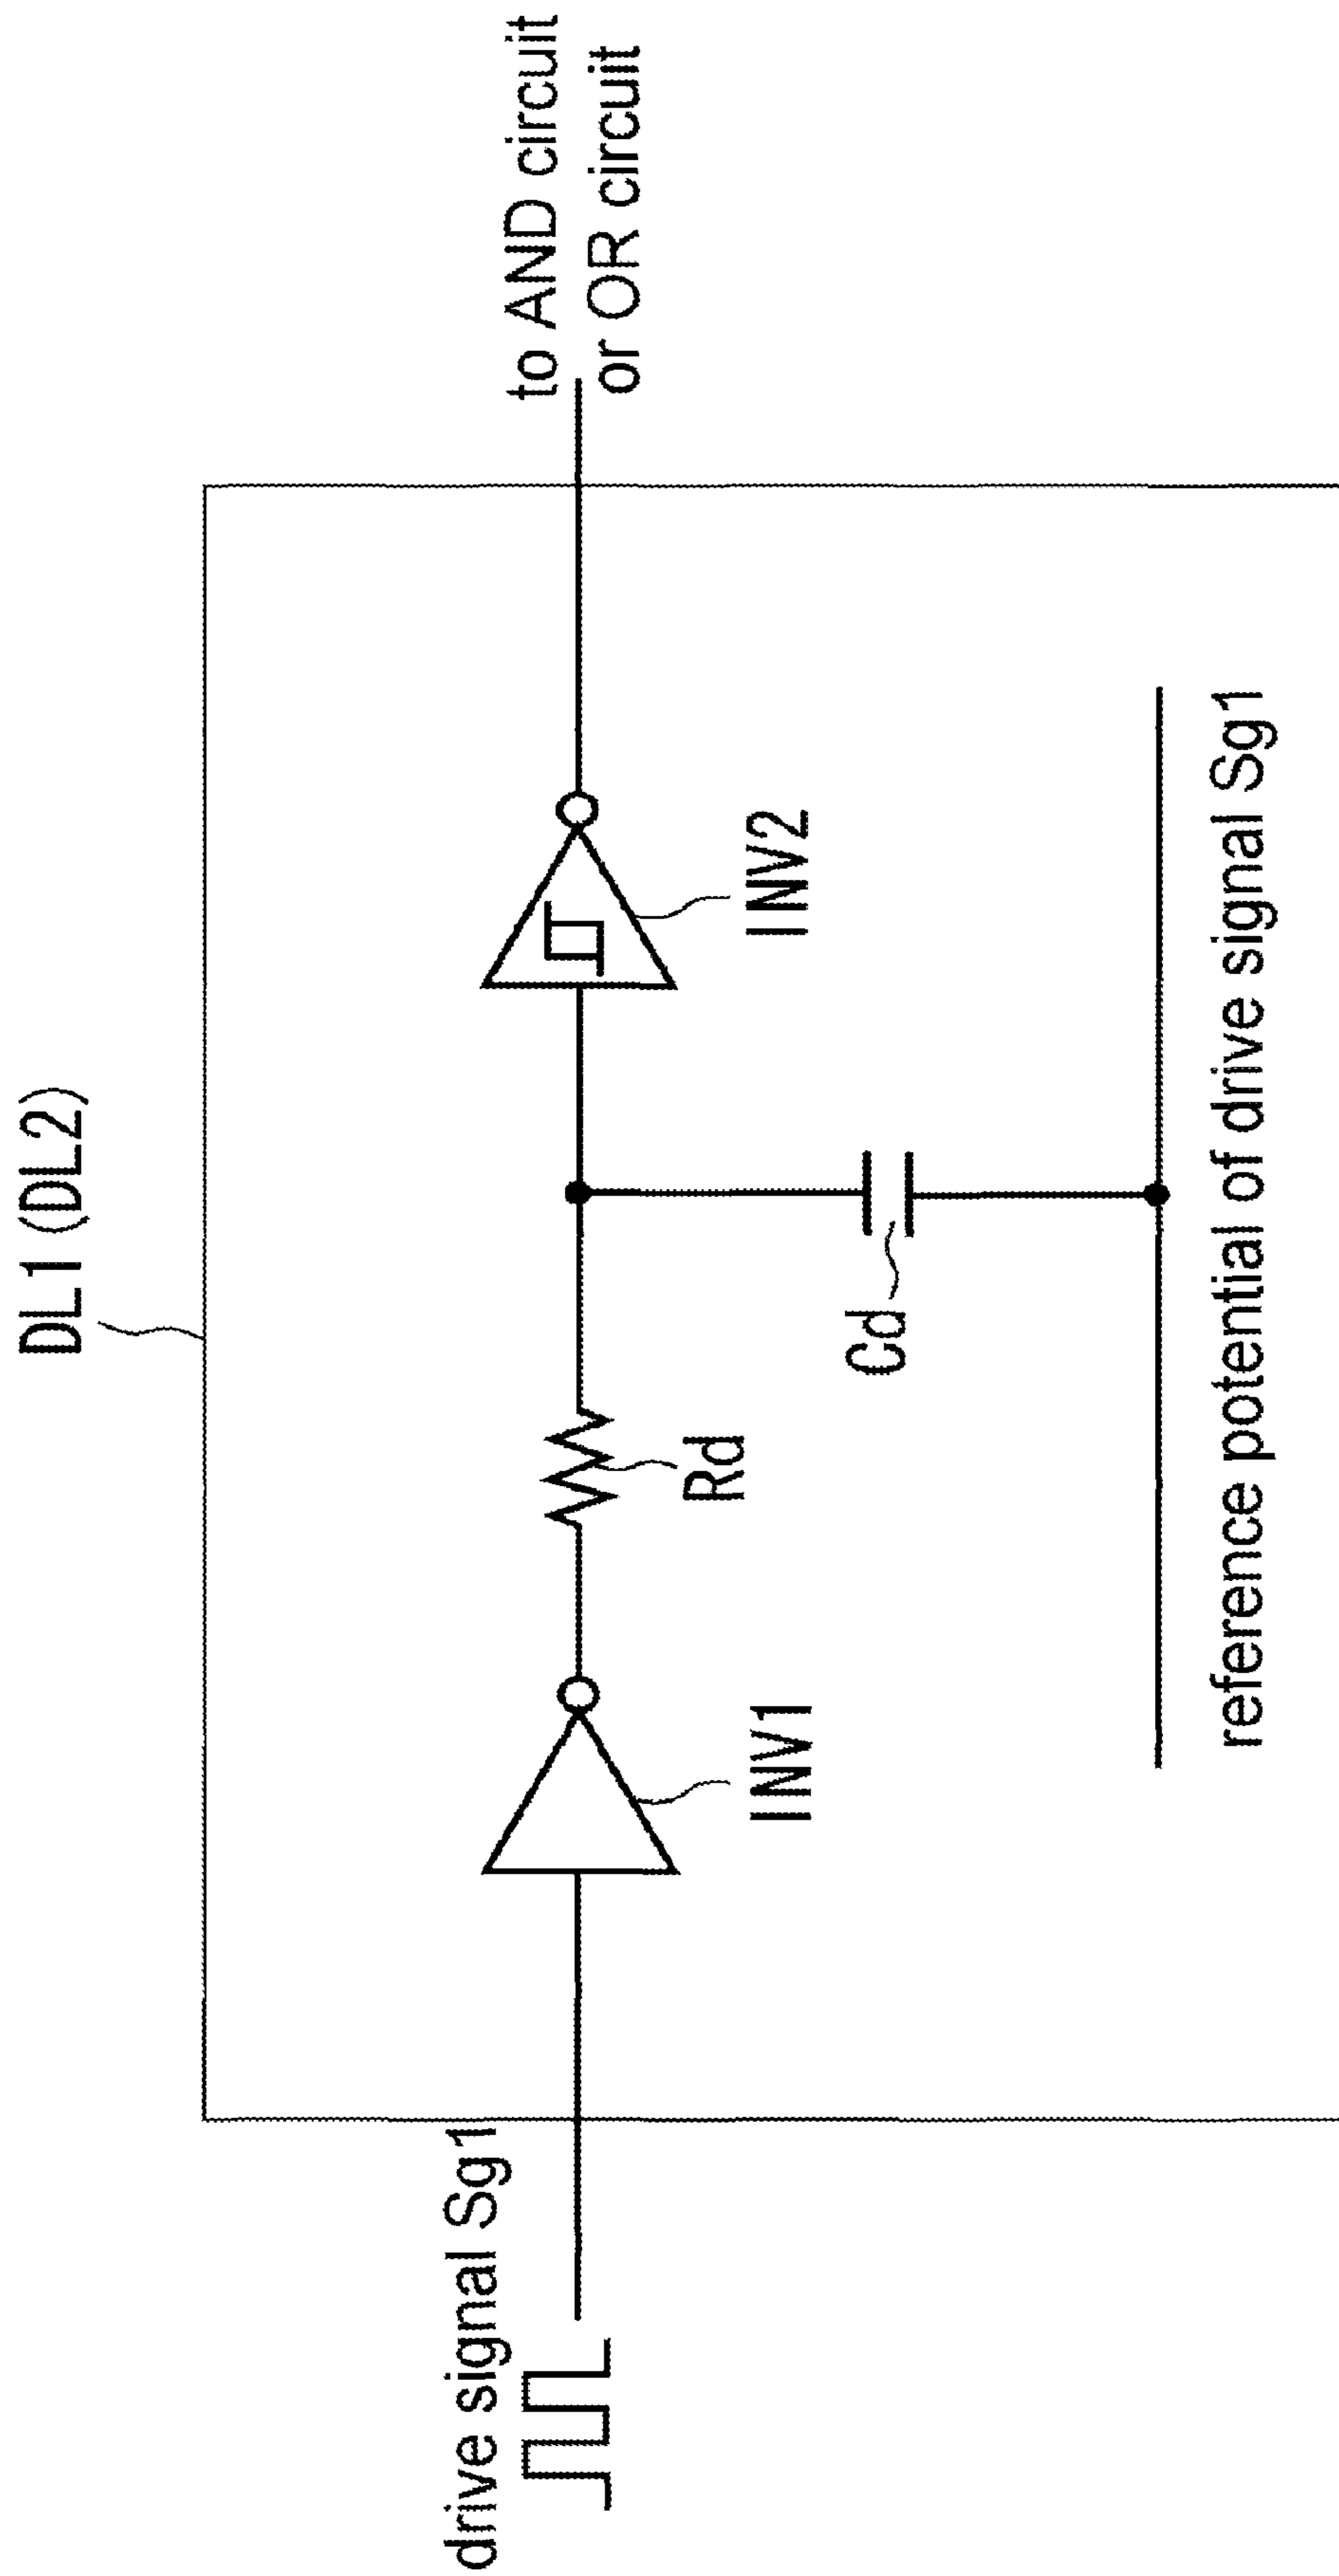 DL1 (DL2)
to AND circuit
or OR circuit
drive signal Sg1
INV1
Rd
INV2
Cd
reference potential of drive signal Sg1